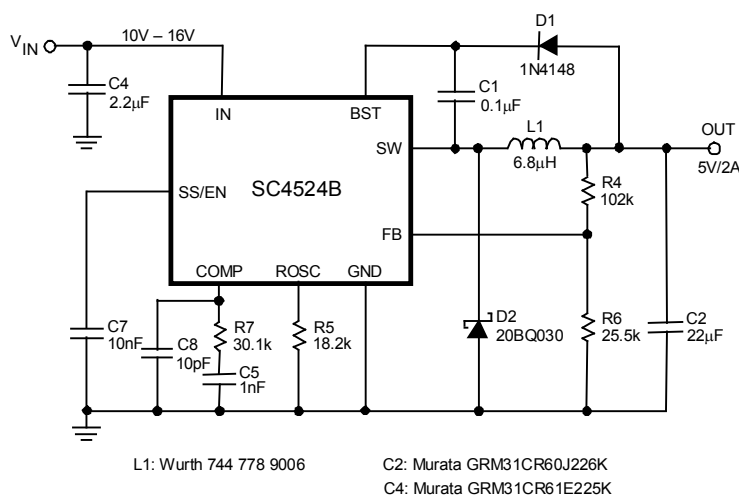 VIN
10V – 16V
C4
2.2µF
IN
BST
C1
0.1µF
D1
1N4148
SW
L1
6.8µH
OUT
5V/2A
SS/EN
SC4524B
R4
102k
FB
COMP
ROSC
GND
C7
10nF
C8
10pF
R7
30.1k
C5
1nF
R5
18.2k
D2
20BQ030
R6
25.5k
C2
22µF
L1: Wurth 744 778 9006
C2: Murata GRM31CR60J226K
C4: Murata GRM31CR61E225K